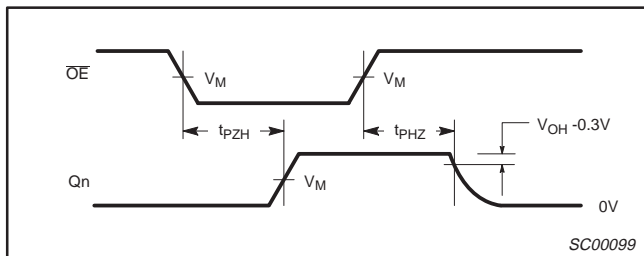 OE
VM
VM
tPZH
tPHZ
VOH -0.3V
Qn
VM
0V
SC00099